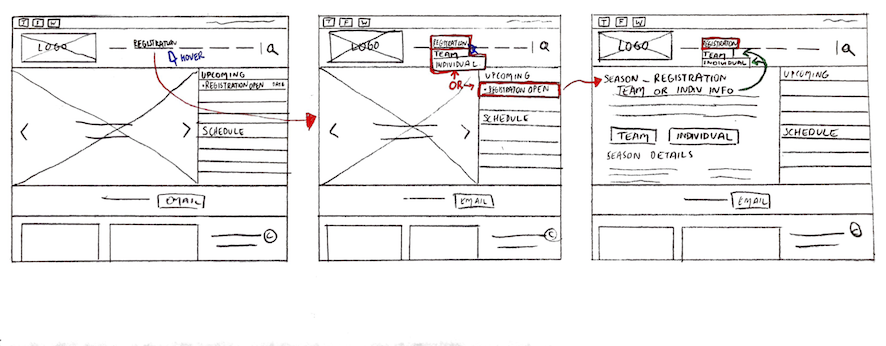 T F W
REGISTRATION
LOGO
HOVER
UPCOMING
• REGISTRATION OPEN
SCHEDULE
EMAIL
C
T F W
REGISTRATION
LOGO
TEAM
INDIVIDUAL
UPCOMING
OR
• REGISTRATION OPEN
SCHEDULE
EMAIL
C
T F W
REGISTRATION
LOGO
TEAM
INDIVIDUAL
SEASON - REGISTRATION
UPCOMING
TEAM OR INDIV INFO
TEAM INDIVIDUAL
SCHEDULE
SEASON DETAILS
EMAIL